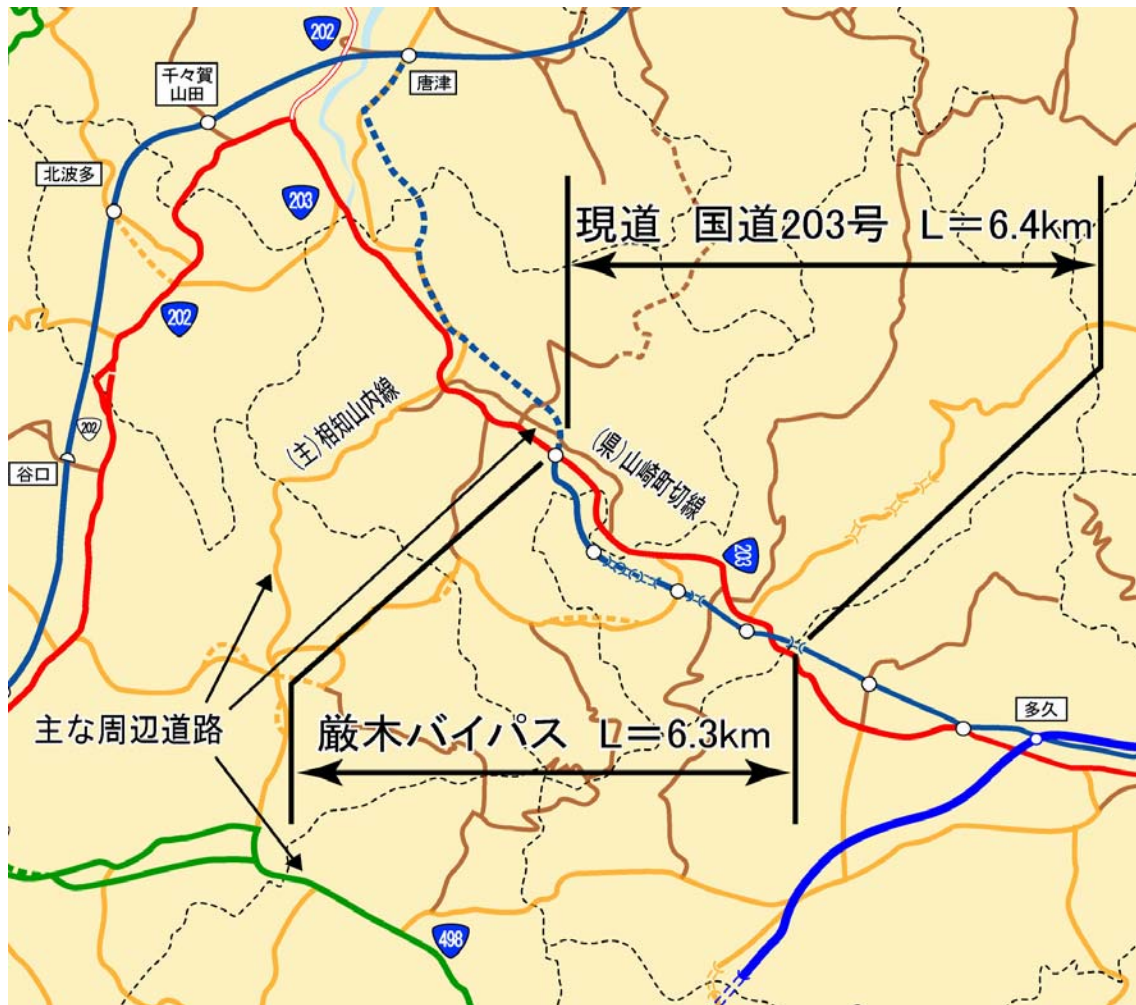 202
唐津
千々賀
山田
北波多
203
現道 国道203号 L=6.4km
202
(主)相知山内線
202
谷口
(県)山崎町切線
203
主な周辺道路
厳木バイパス L=6.3km
多久
498